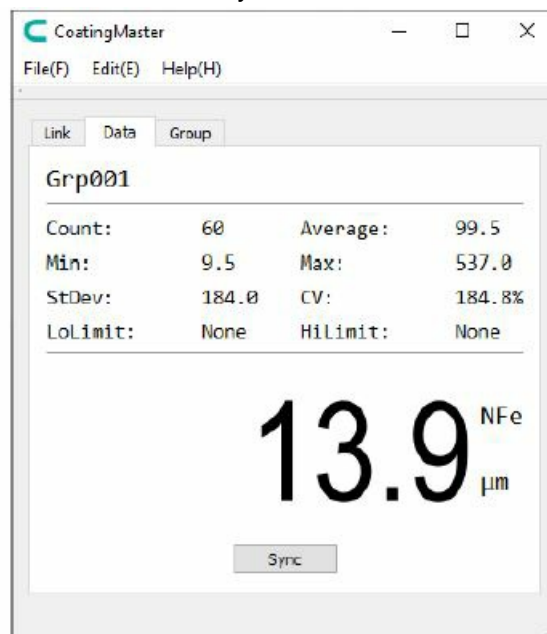 CoatingMaster
File(F) Edit(E) Help(H)
Link Data Group
Grp001
Count: 60 Average: 99.5
Min: 9.5 Max: 537.0
StDev: 184.0 CV: 184.8%
LoLimit: None HiLimit: None
13.9 NFe
μm
Sync